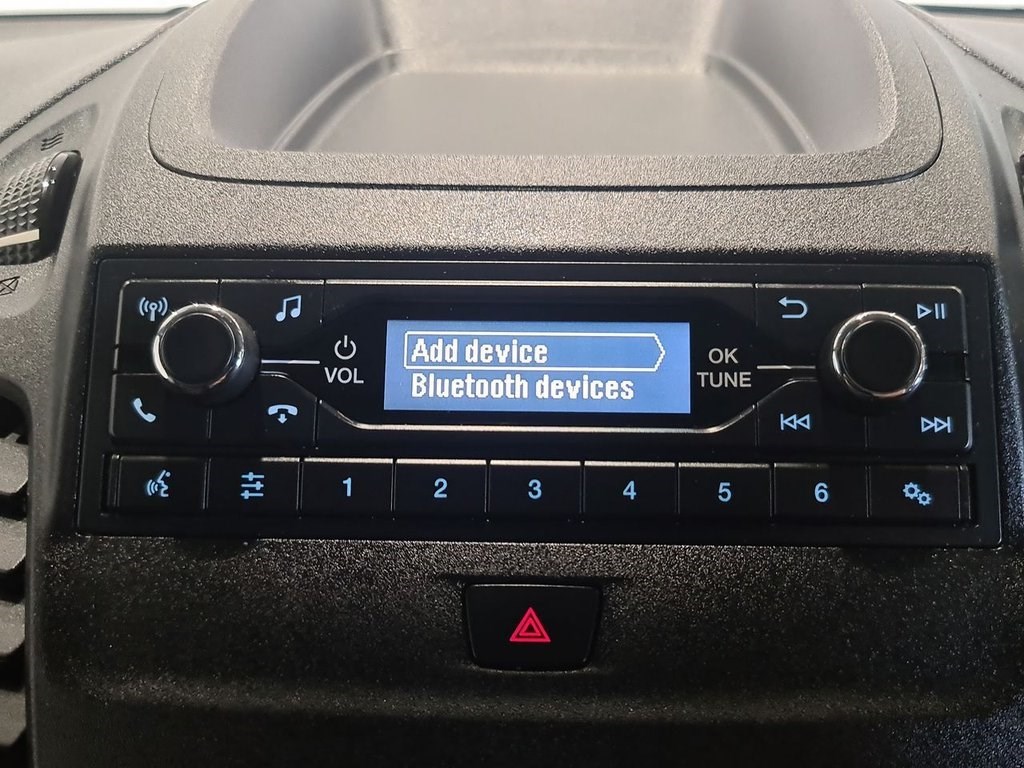 Add device
Bluetooth devices
VOL
OK
TUNE
1 2 3 4 5 6